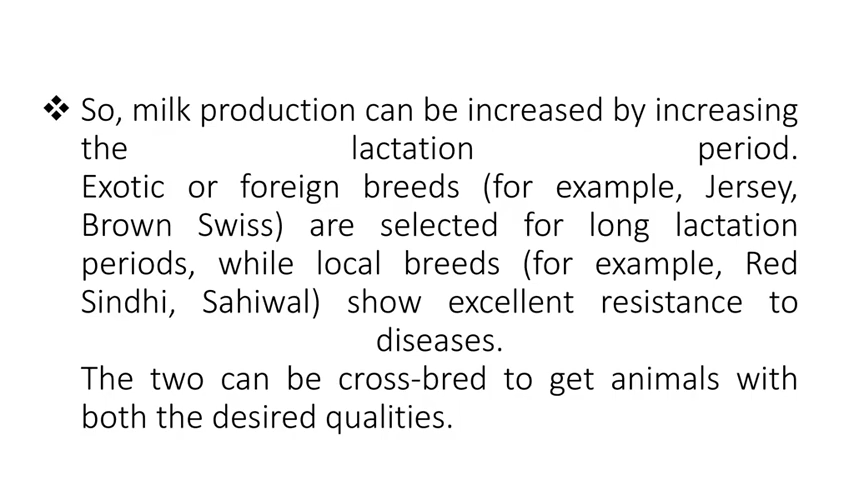 ❖ So, milk production can be increased by increasing
the lactation period.
Exotic or foreign breeds (for example, Jersey,
Brown Swiss) are selected for long lactation
periods, while local breeds (for example, Red
Sindhi, Sahiwal) show excellent resistance to
diseases.
The two can be cross-bred to get animals with
both the desired qualities.